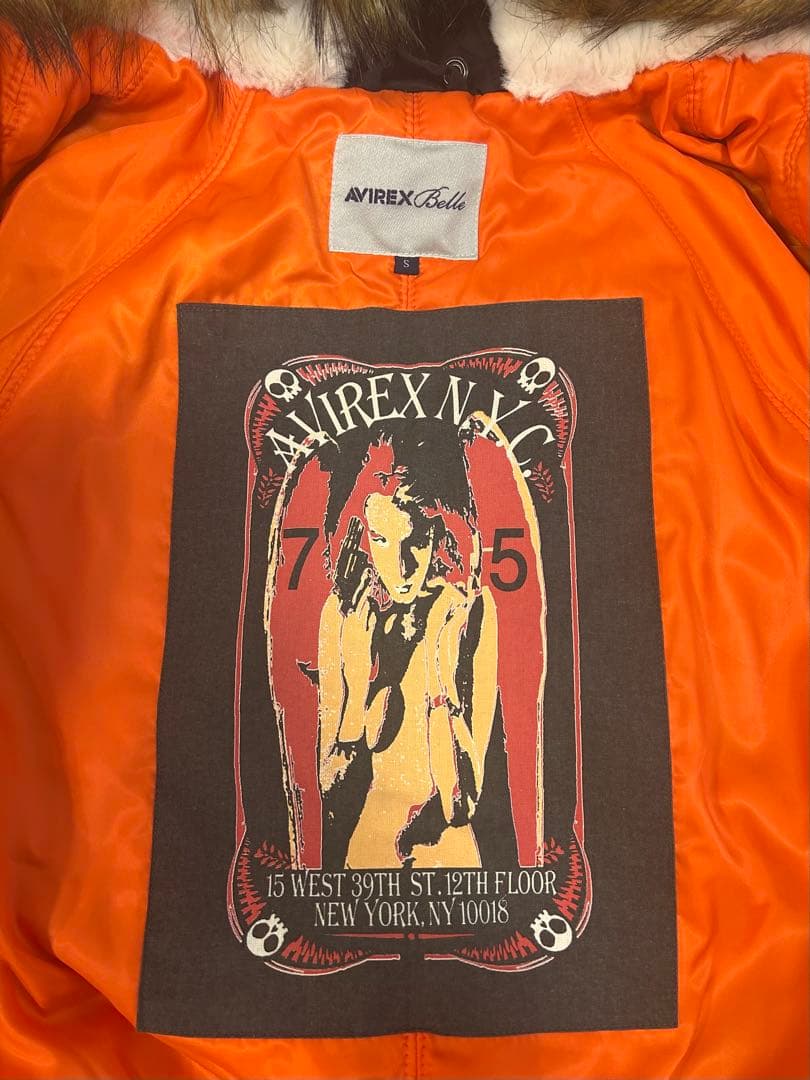 AVIREX Belle
S
AVIREX N.Y.C.
7 5
15 WEST 39TH ST. 12TH FLOOR
NEW YORK, NY 10018